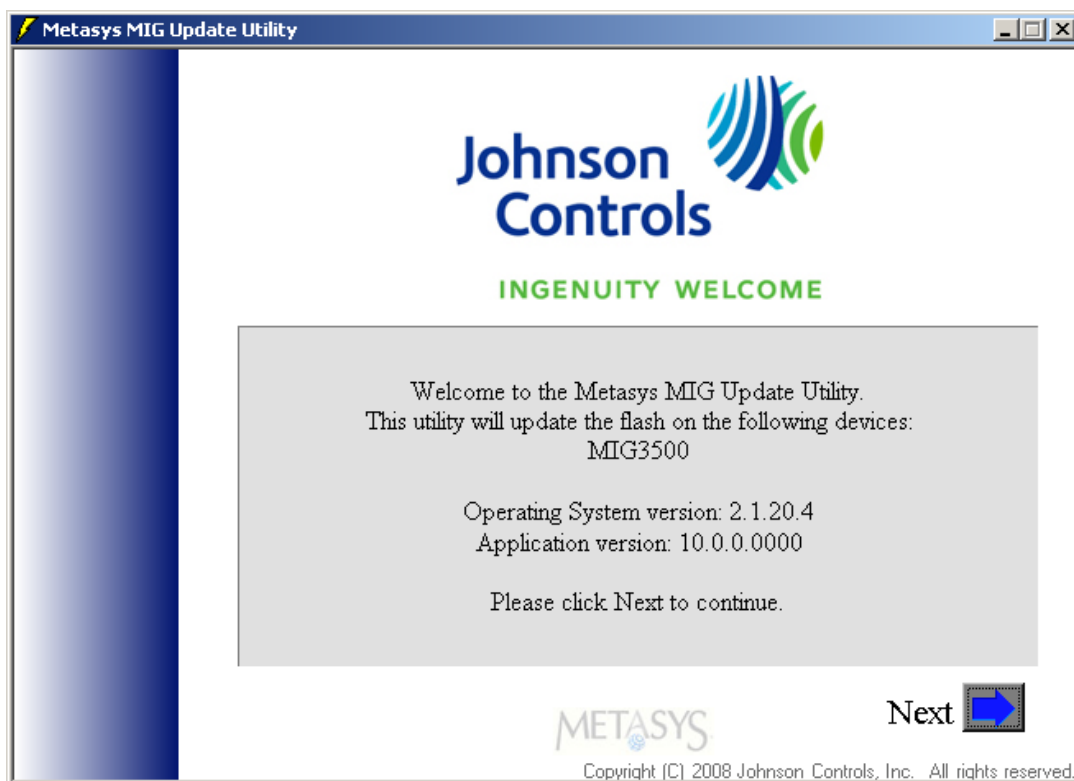 Metasys MIG Update Utility
Johnson
Controls
INGENUITY WELCOME
Welcome to the Metasys MIG Update Utility.
This utility will update the flash on the following devices:
MIG3500
Operating System version: 2.1.20.4
Application version: 10.0.0.0000
Please click Next to continue.
Next
METASYS
Copyright (C) 2008 Johnson Controls, Inc. All rights reserved.